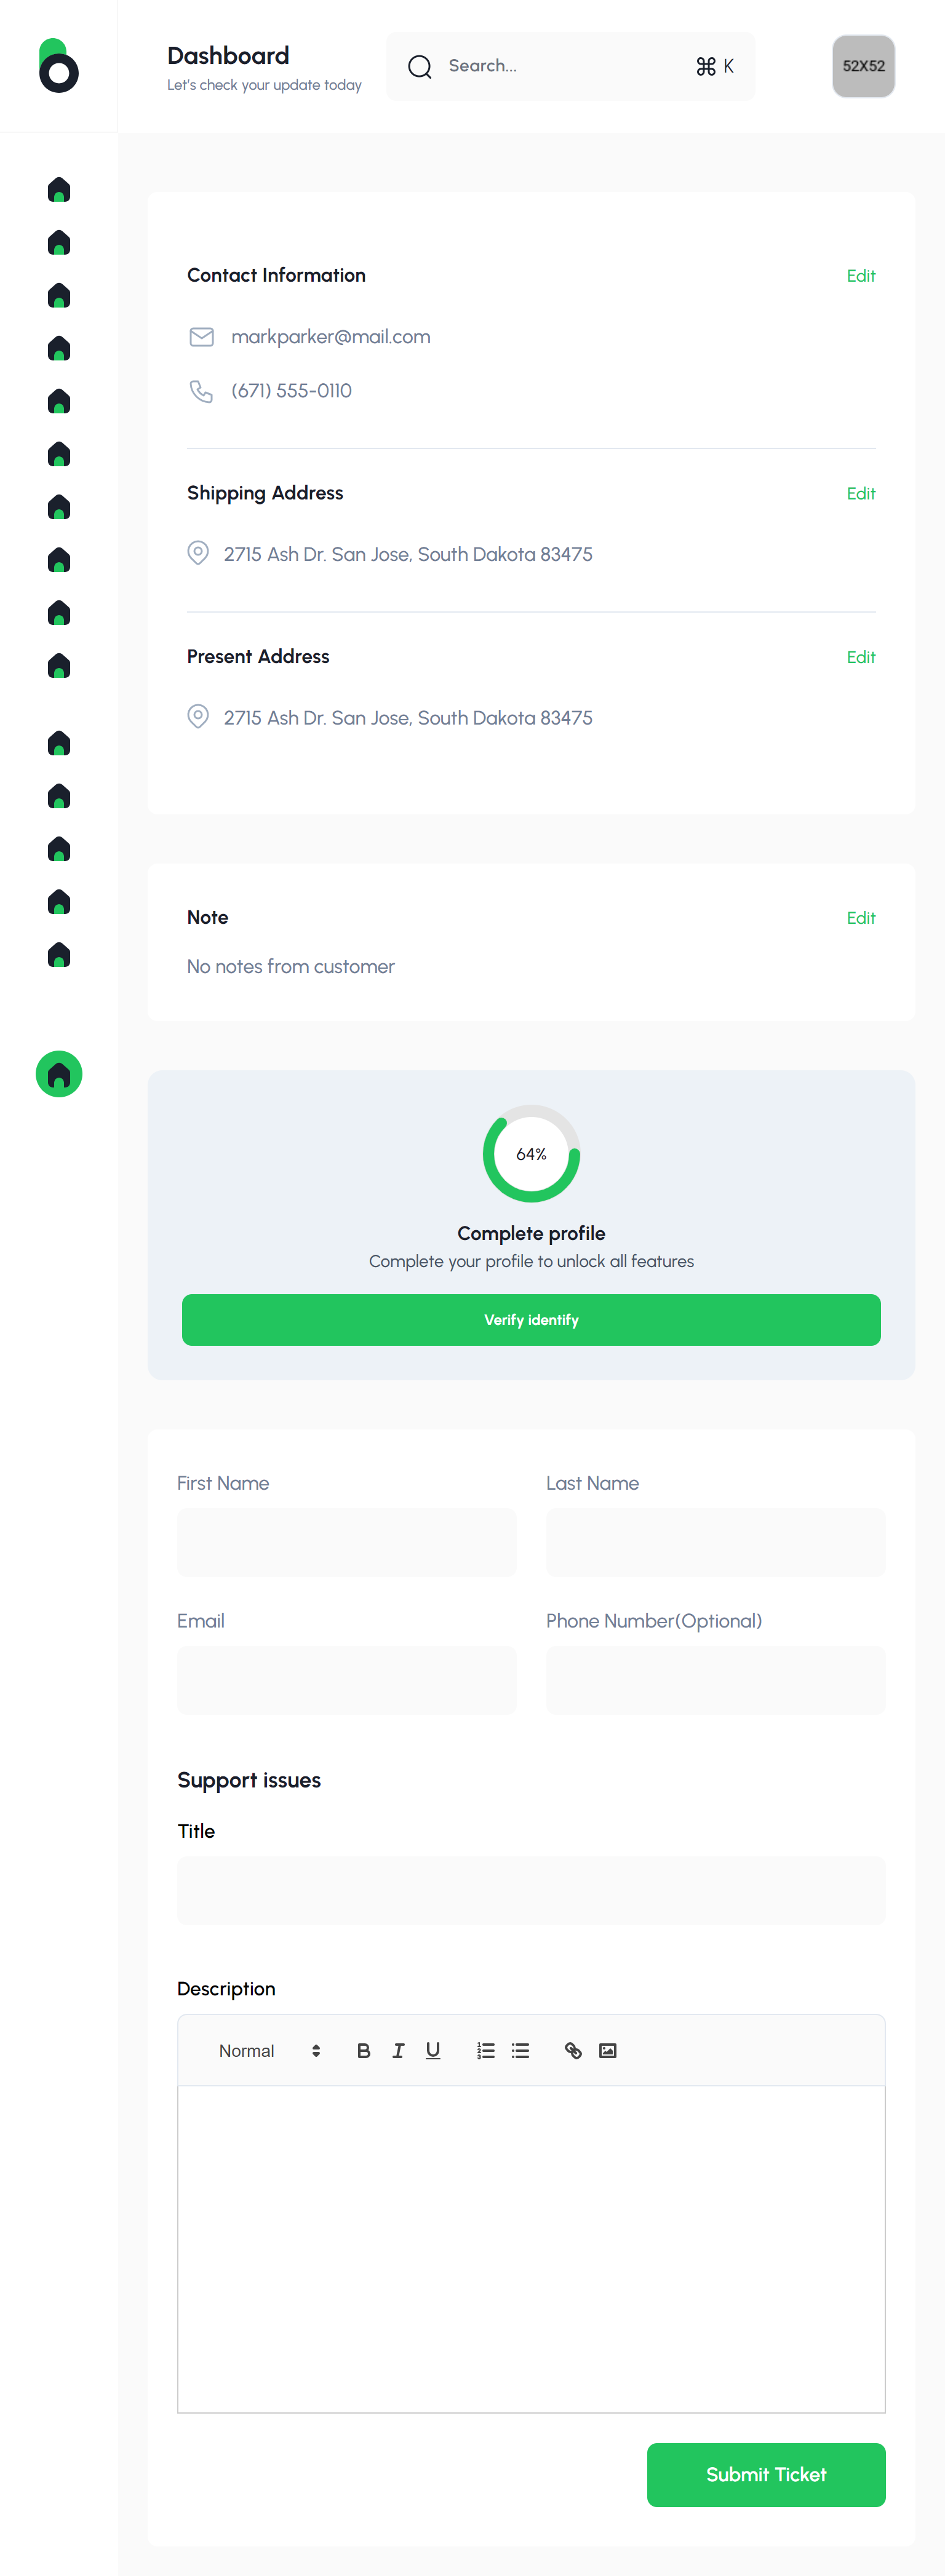 Dashboard
Let's check your update today
Search...
⌘ K
52X52
Contact Information
Edit
markparker@mail.com
(671) 555-0110
Shipping Address
Edit
2715 Ash Dr. San Jose, South Dakota 83475
Present Address
Edit
2715 Ash Dr. San Jose, South Dakota 83475
Note
Edit
No notes from customer
64%
Complete profile
Complete your profile to unlock all features
Verify identify
First Name
Last Name
Email
Phone Number(Optional)
Support issues
Title
Description
Normal
Submit Ticket